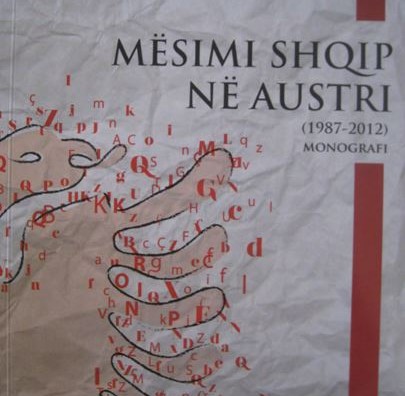 MËSIMI SHQIP
NË AUSTRI
(1987-2012)
MONOGRAFI